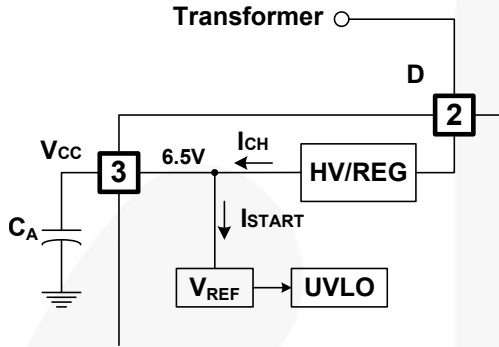 Transformer
D
2
VCC
3
6.5V
ICH
HV/REG
CA
ISTART
VREF
UVLO